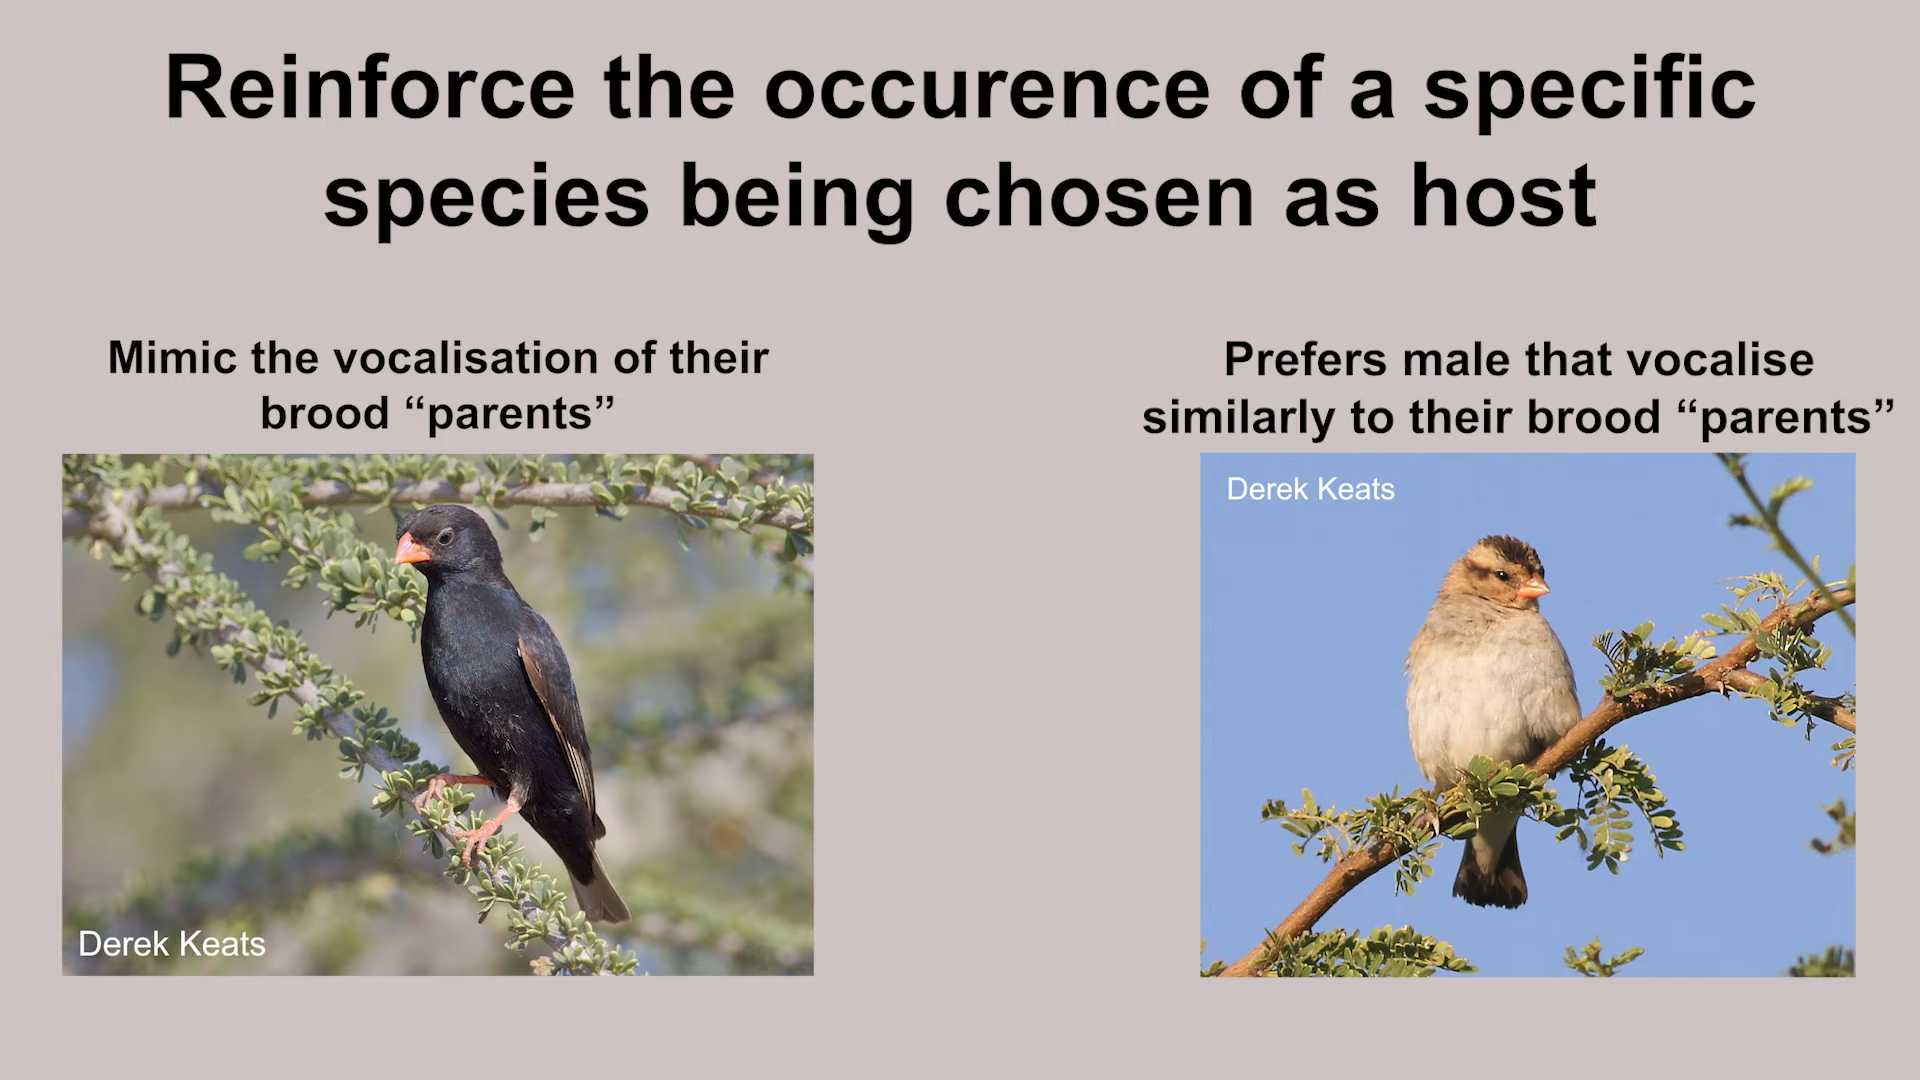 Reinforce the occurence of a specific
species being chosen as host
Mimic the vocalisation of their
brood “parents”
Prefers male that vocalise
similarly to their brood “parents”
Derek Keats
Derek Keats